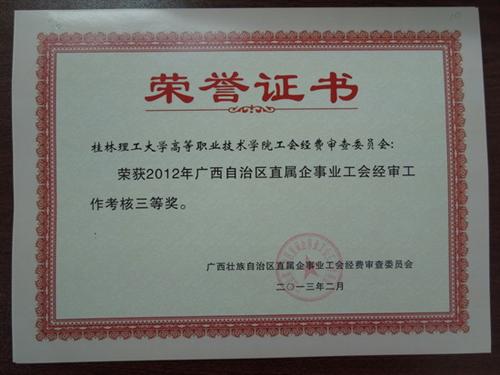 荣誉证书
桂林理工大学高等职业技术学院工会经费审查委员会:
荣获2012年广西自治区直属企事业工会经审工
作考核三等奖。
广西壮族自治区直属企事业工会经费审查委员会
二〇一三年二月